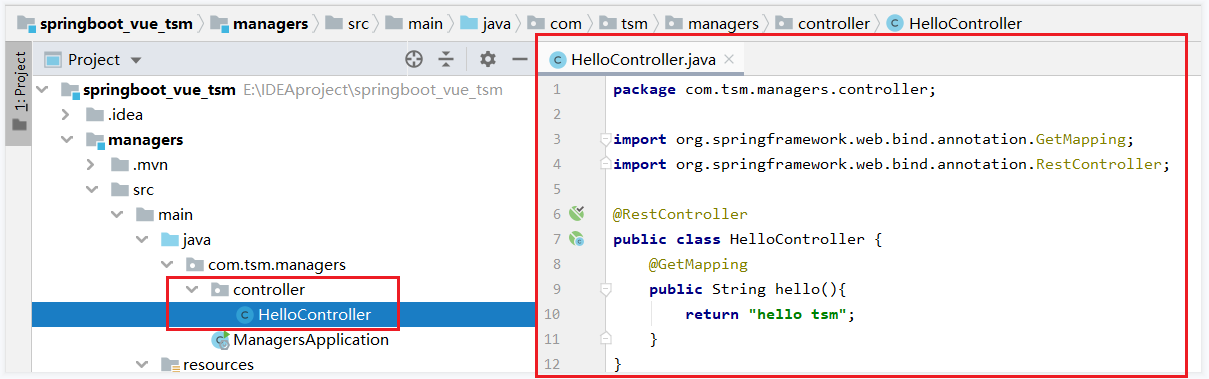 springboot_vue_tsm managers src main java com tsm managers controller HelloController
1: Project
Project
springboot_vue_tsm E:\IDEAproject\springboot_vue_tsm
.idea
managers
.mvn
src
main
java
com.tsm.managers
controller
HelloController
ManagersApplication
resources
HelloController.java
1 package com.tsm.managers.controller;
2
3 import org.springframework.web.bind.annotation.GetMapping;
4 import org.springframework.web.bind.annotation.RestController;
5
6 @RestController
7 public class HelloController {
8 @GetMapping
9 public String hello(){
10 return "hello tsm";
11 }
12 }